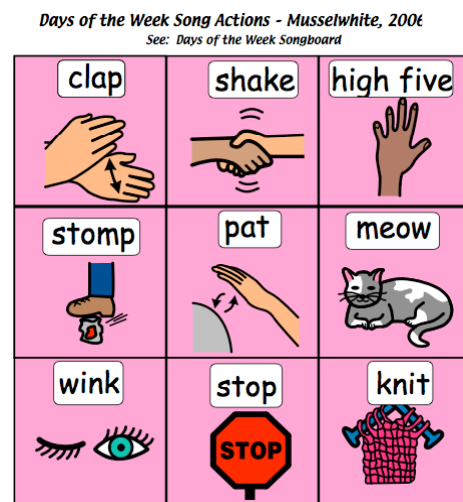 Days of the Week Song Actions - Musselwhite, 2006
See: Days of the Week Songboard
clap shake high five
stomp pat meow
wink stop knit
STOP